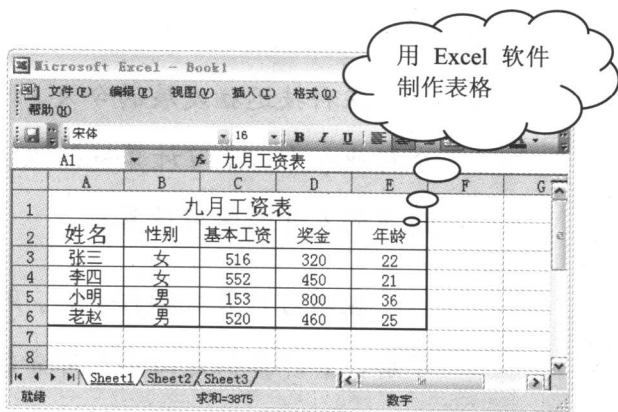 用 Excel 软件
制作表格
Microsoft Excel - Book1
文件(F) 编辑(E) 视图(V) 插入(I) 格式(O)
帮助(H)
宋体 16 B I U
A1 fx 九月工资表
A B C D E F G
1 九月工资表
2 姓名 性别 基本工资 奖金 年龄
3 张三 女 516 320 22
4 李四 女 552 450 21
5 小明 男 153 800 36
6 老赵 男 520 460 25
7
8
Sheet1 / Sheet2 / Sheet3 /
就绪 求和=3875 数字